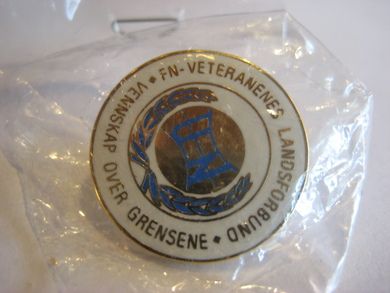 FN-VETERANENES LANDSFORBUND
VENNSKAP OVER GRENSENE